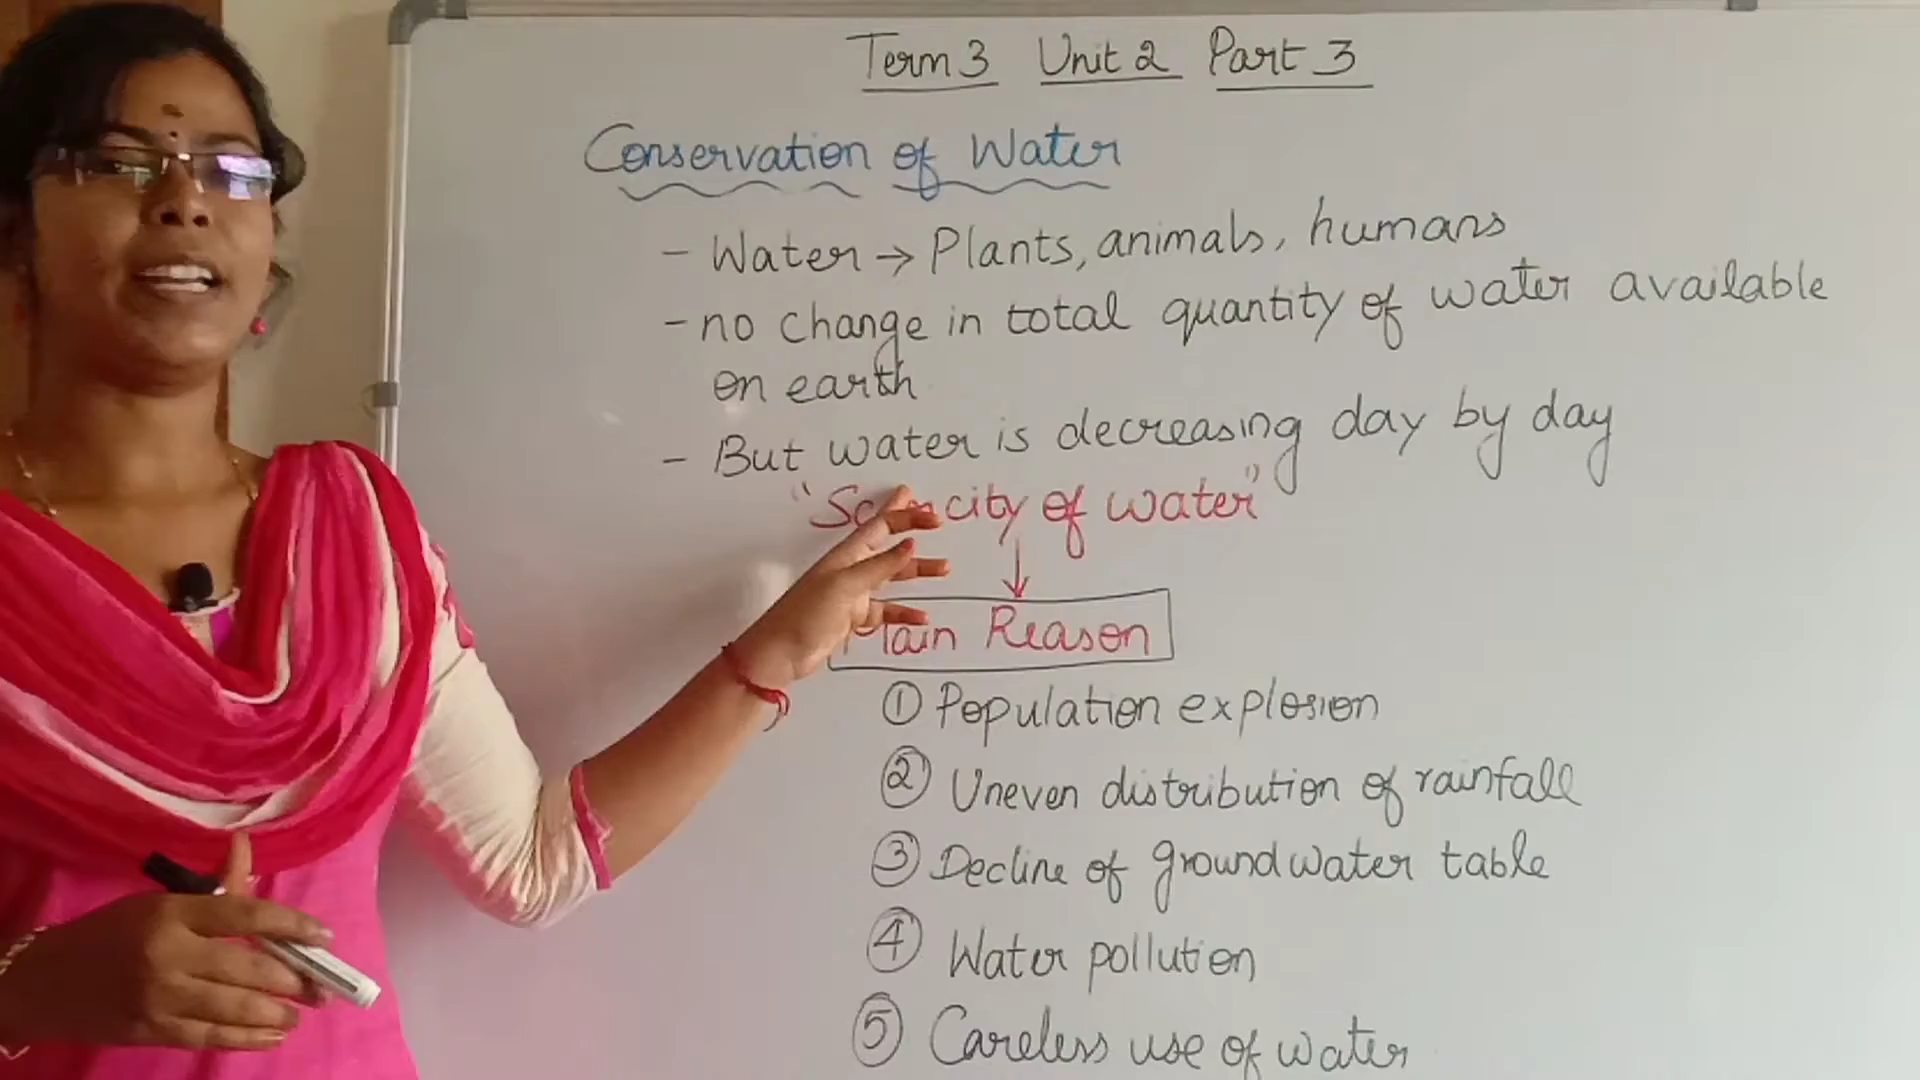 Term 3 Unit 2 Part 3
Conservation of Water
- Water → Plants, animals, humans
- no change in total quantity of water available
on earth
- But water is decreasing day by day
"Scarcity of water"
↓
Main Reason
① Population explosion
② Uneven distribution of rainfall
③ Decline of groundwater table
④ Water pollution
⑤ Careless use of water